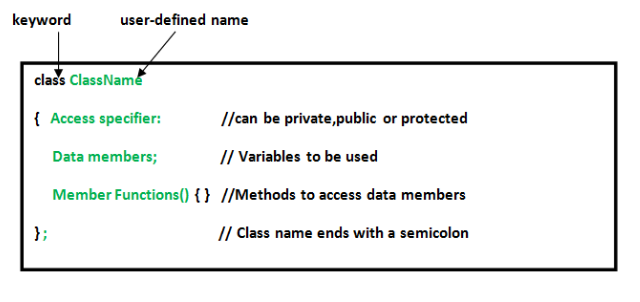 keyword user-defined name
class ClassName
{ Access specifier: //can be private,public or protected
Data members; // Variables to be used
Member Functions() { } //Methods to access data members
} ; // Class name ends with a semicolon